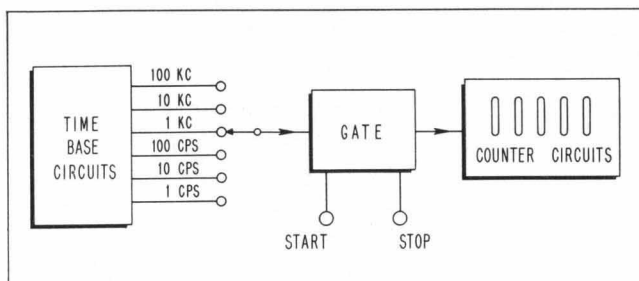 TIME
BASE
CIRCUITS
100 KC
10 KC
1 KC
100 CPS
10 CPS
1 CPS
GATE
START
STOP
COUNTER CIRCUITS